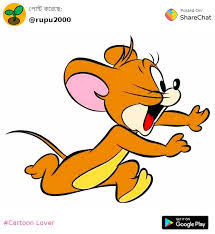 পোস্ট করেছে:
@rupu2000
Posted On:
ShareChat
#Cartoon Lover
GET IT ON
Google Play